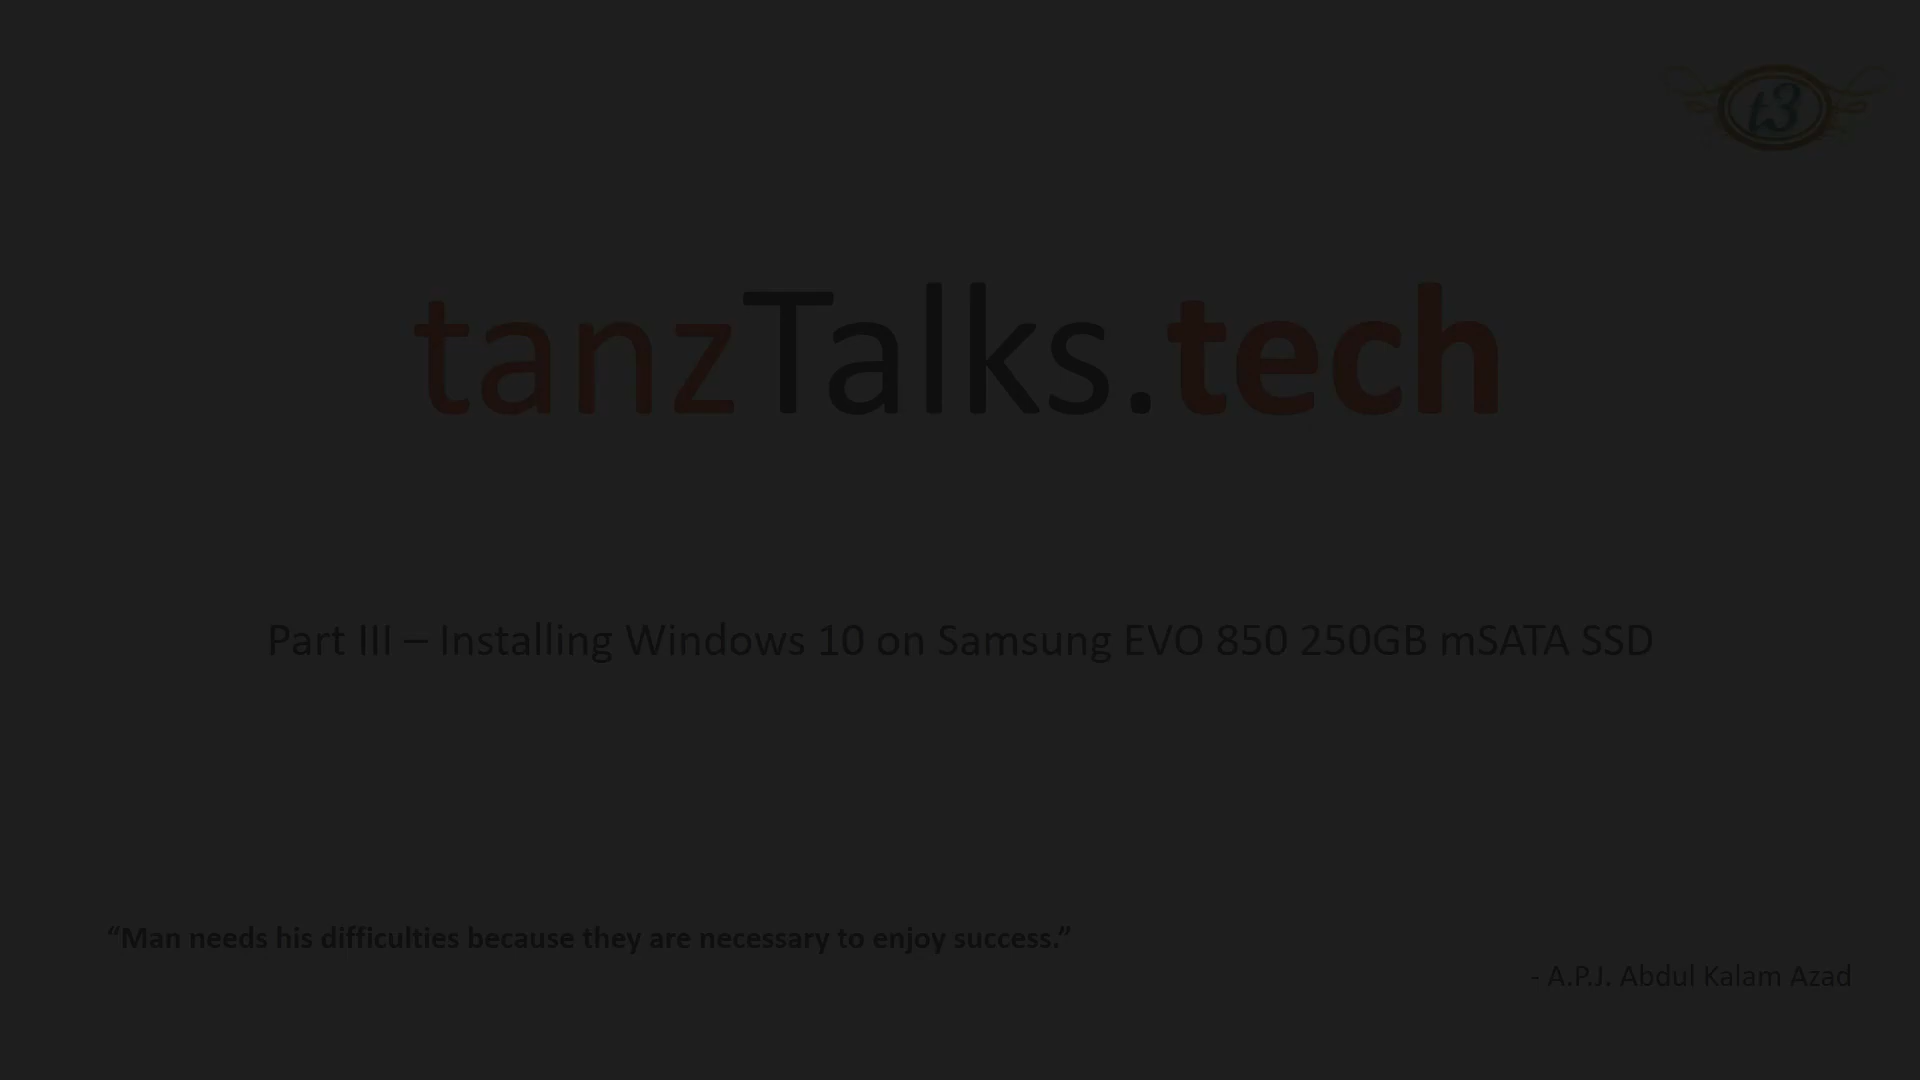 t3
tanzTalks.tech
Part III – Installing Windows 10 on Samsung EVO 850 250GB mSATA SSD
“Man needs his difficulties because they are necessary to enjoy success.”
- A.P.J. Abdul Kalam Azad